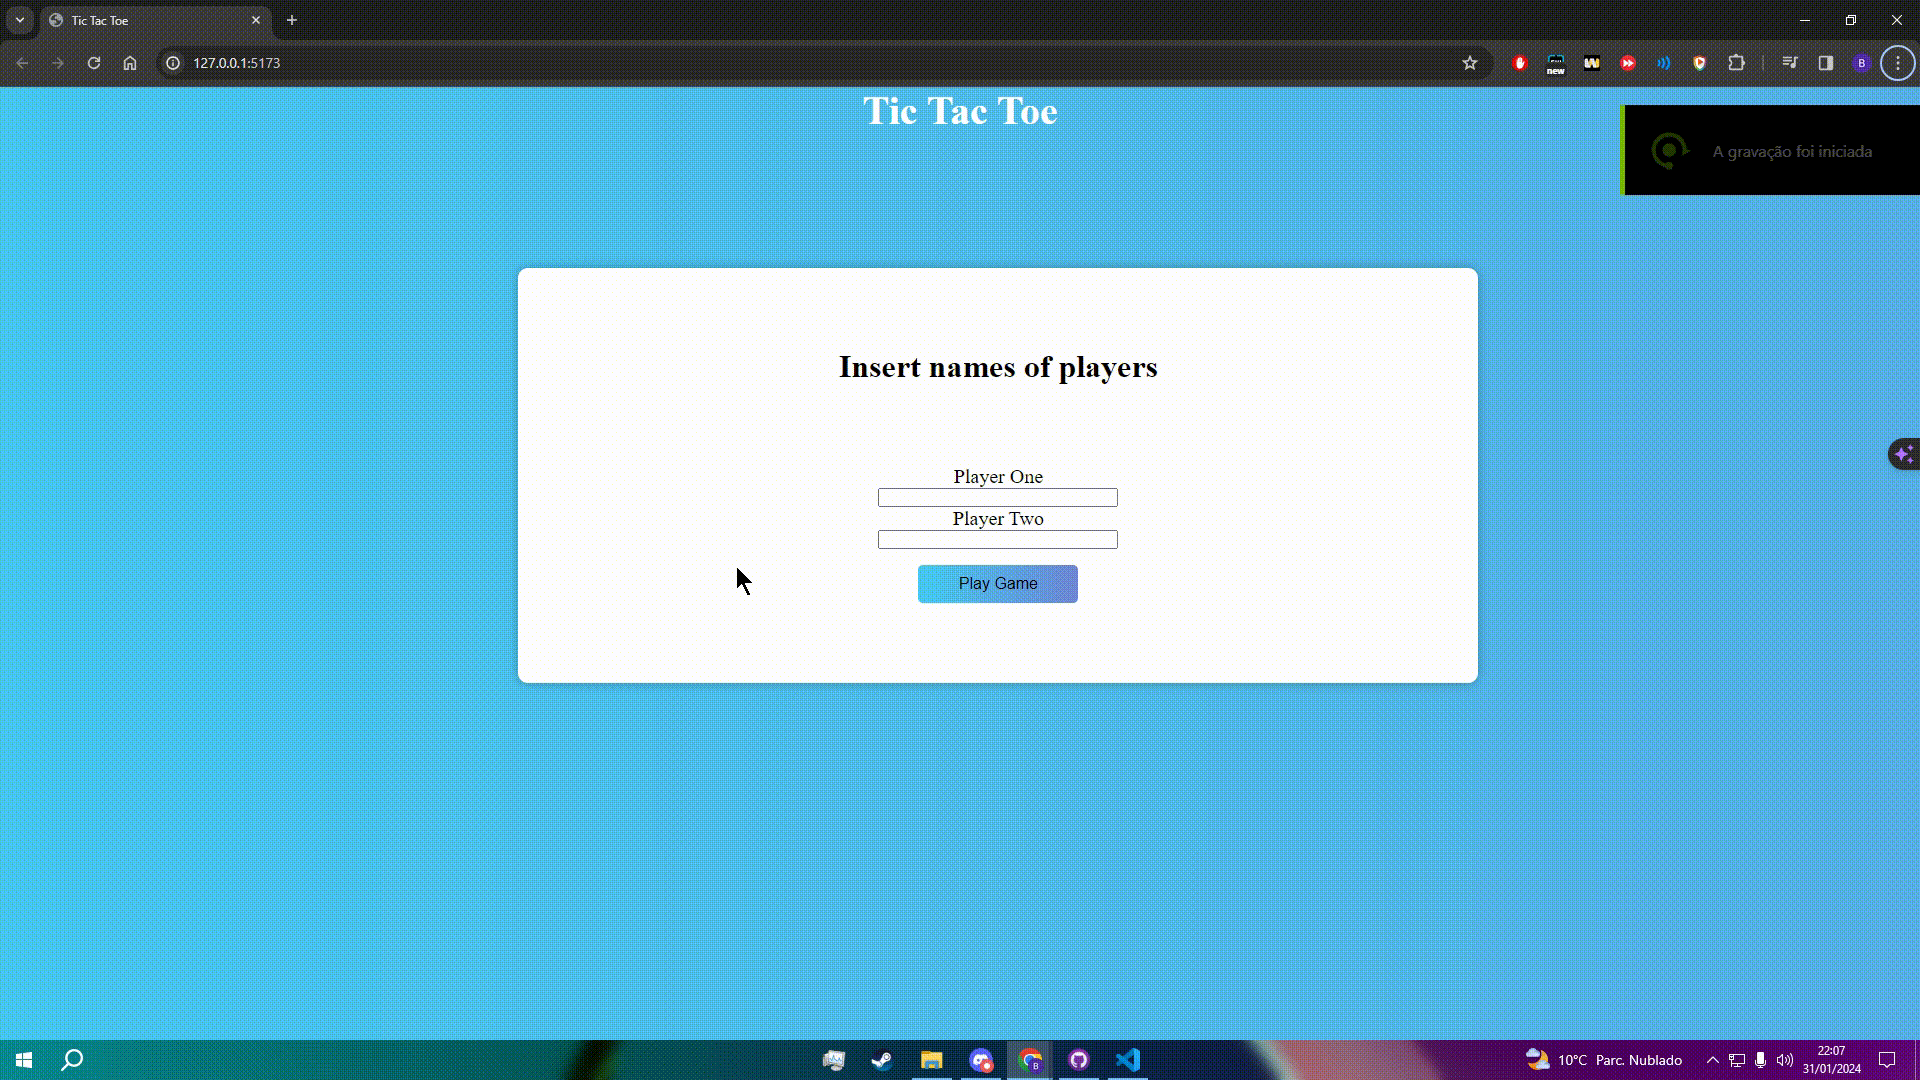 Tic Tac Toe
127.0.0.1:5173
new
B
Tic Tac Toe
A gravação foi iniciada
Insert names of players
Player One
Player Two
Play Game
B
10°C Parc. Nublado
22:07
31/01/2024